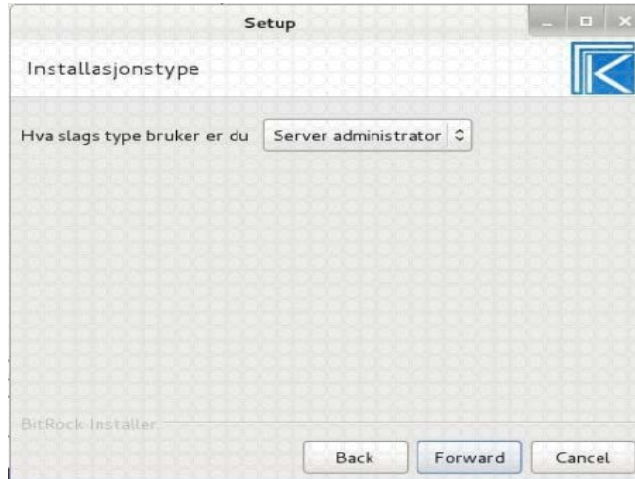 Setup
Installasjonstype
Hva slags type bruker er du
Server administrator
BitRock Installer
Back
Forward
Cancel